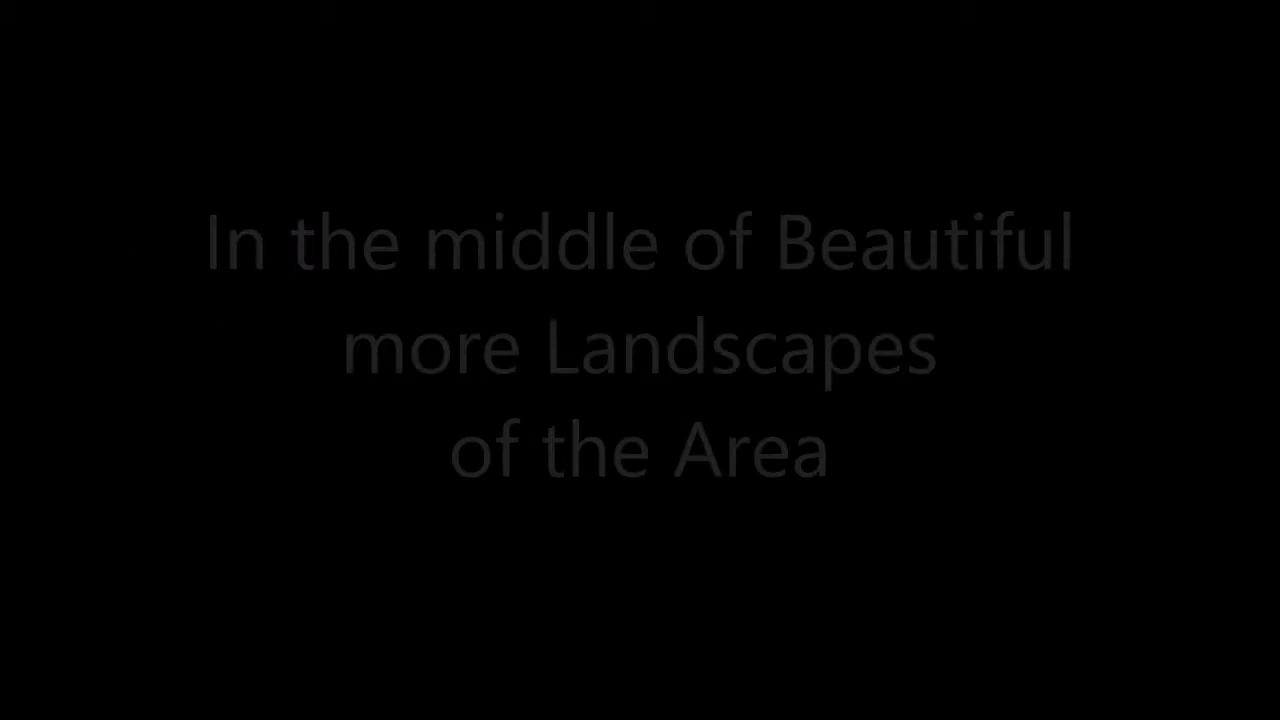 In the middle of Beautiful
more Landscapes
of the Area